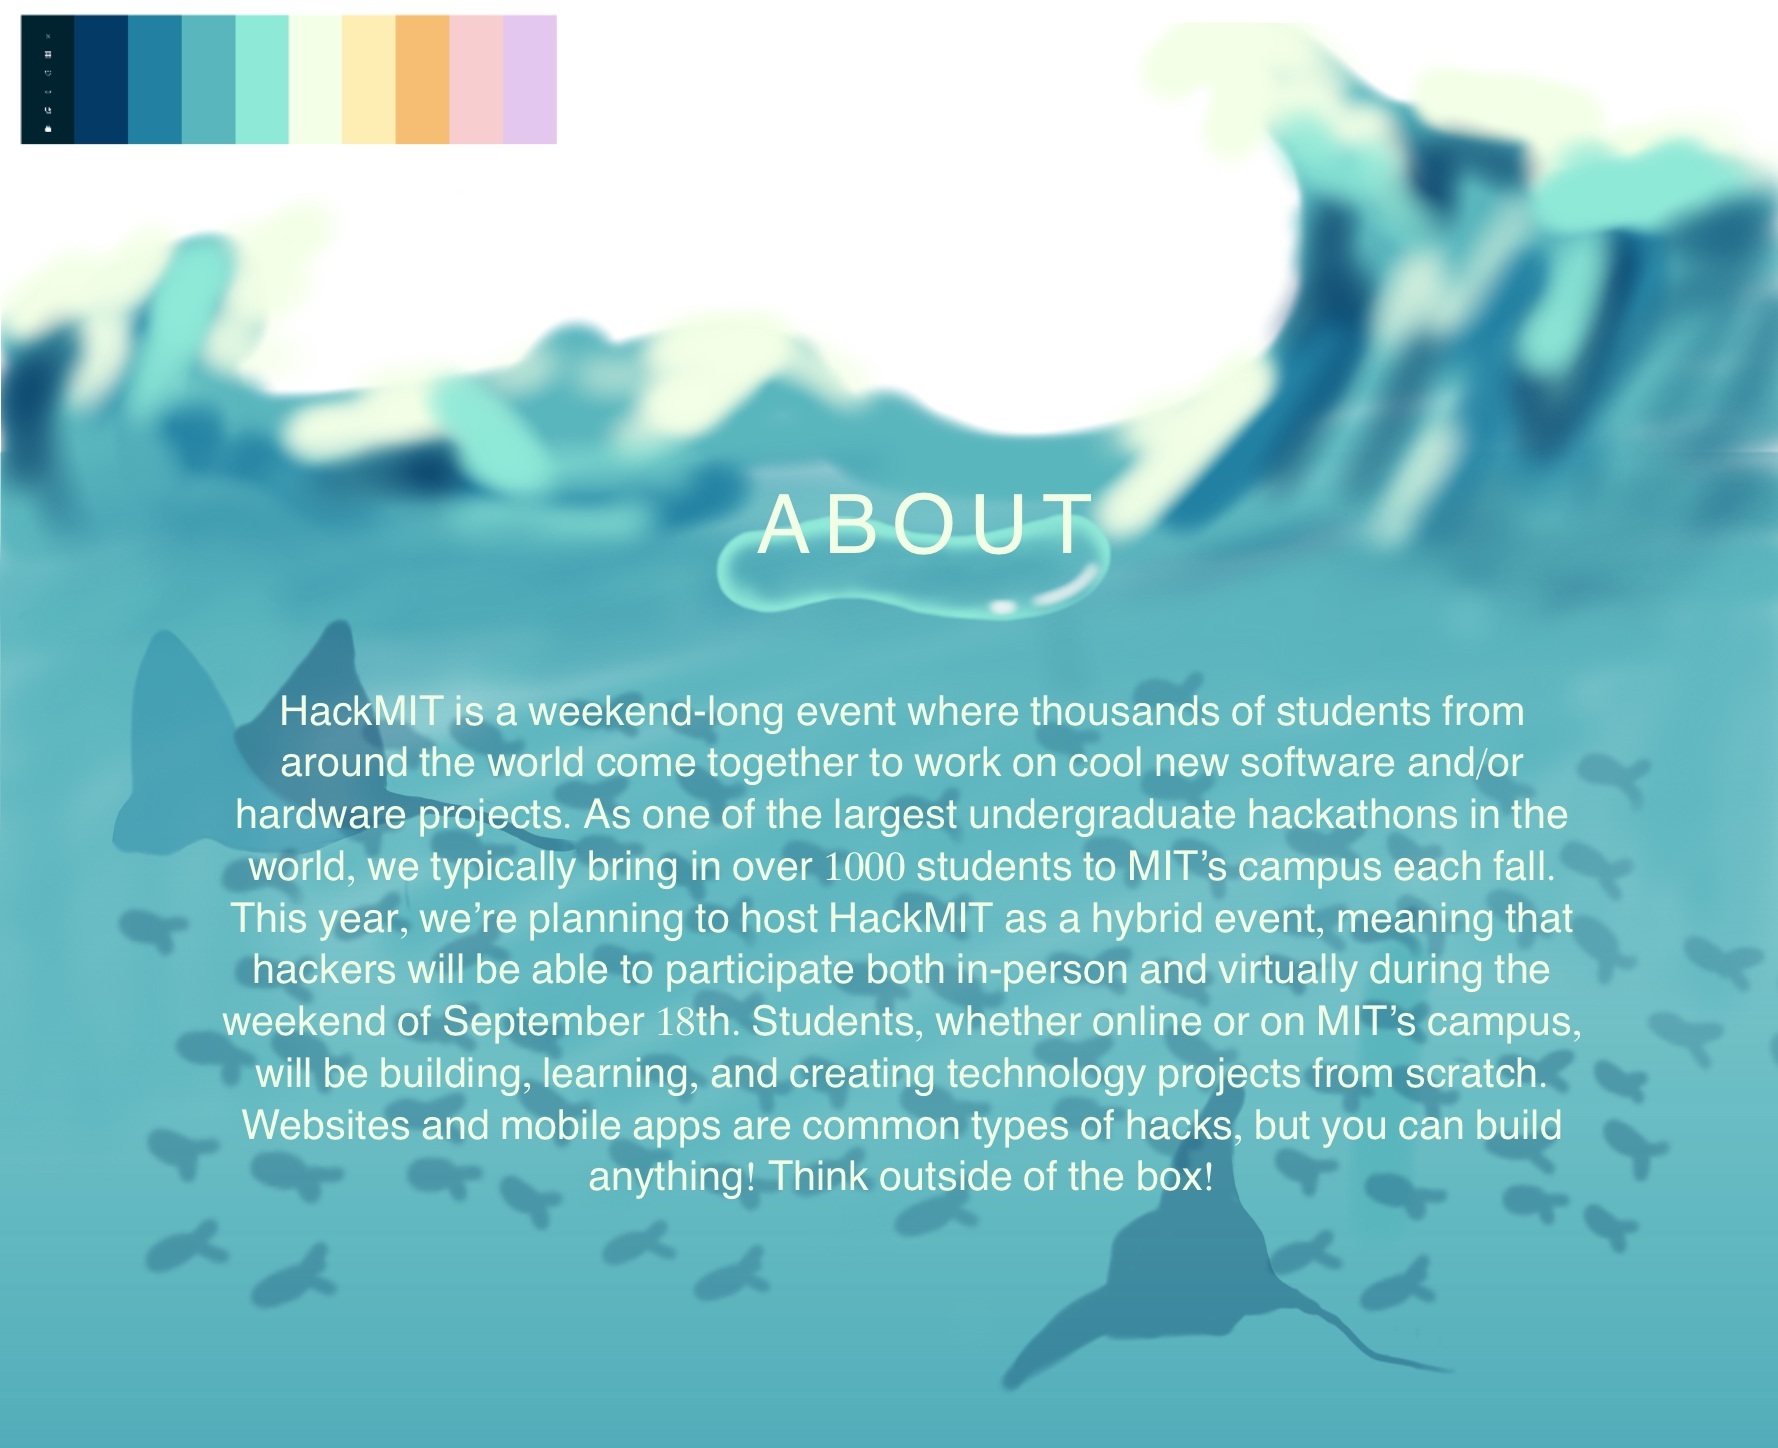 ABOUT
HackMIT is a weekend-long event where thousands of students from
around the world come together to work on cool new software and/or
hardware projects. As one of the largest undergraduate hackathons in the
world, we typically bring in over 1000 students to MIT’s campus each fall.
This year, we’re planning to host HackMIT as a hybrid event, meaning that
hackers will be able to participate both in-person and virtually during the
weekend of September 18th. Students, whether online or on MIT’s campus,
will be building, learning, and creating technology projects from scratch.
Websites and mobile apps are common types of hacks, but you can build
anything! Think outside of the box!